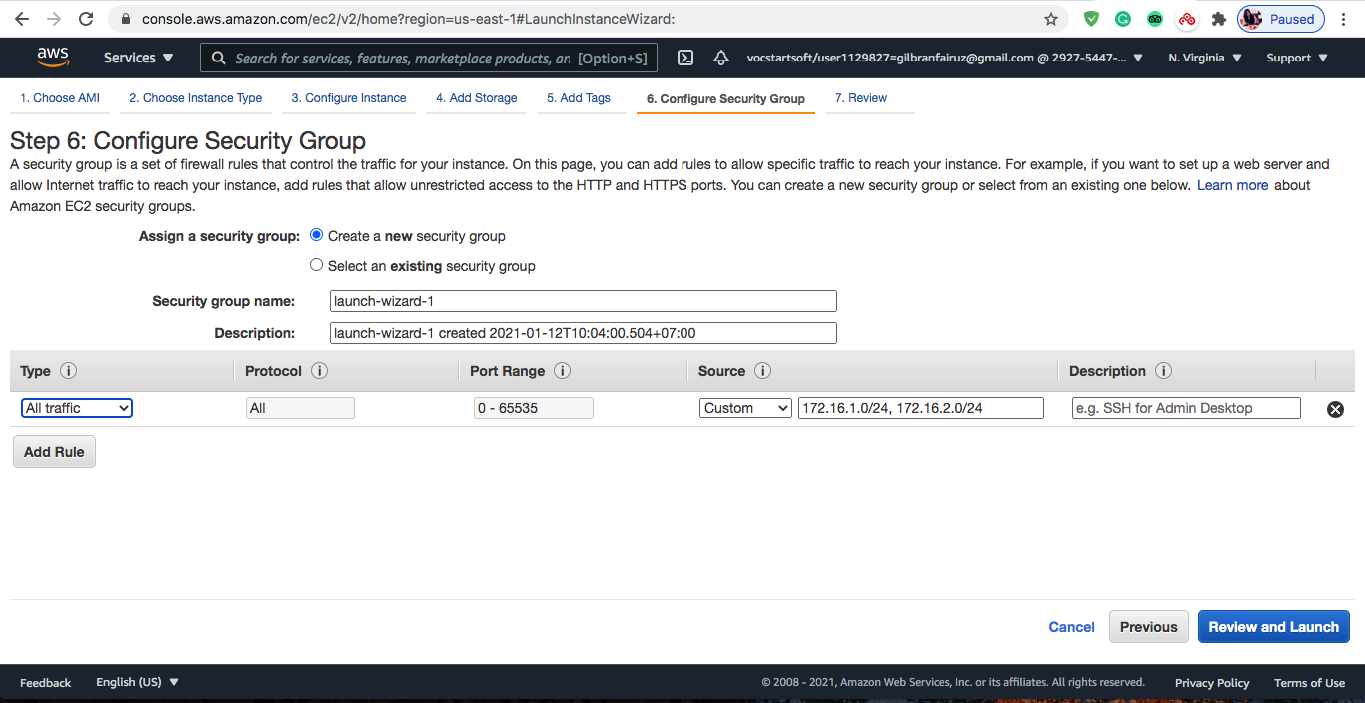 console.aws.amazon.com/ec2/v2/home?region=us-east-1#LaunchInstanceWizard:
Paused
aws
Services
Search for services, features, marketplace products, an
[Option+S]
vocstartsoft/user1129827=gilbranfairuz@gmail.com @ 2927-5447-...
N. Virginia
Support
1. Choose AMI
2. Choose Instance Type
3. Configure Instance
4. Add Storage
5. Add Tags
6. Configure Security Group
7. Review
Step 6: Configure Security Group
A security group is a set of firewall rules that control the traffic for your instance. On this page, you can add rules to allow specific traffic to reach your instance. For example, if you want to set up a web server and
allow Internet traffic to reach your instance, add rules that allow unrestricted access to the HTTP and HTTPS ports. You can create a new security group or select from an existing one below. Learn more about
Amazon EC2 security groups.
Assign a security group:
Create a new security group
Select an existing security group
Security group name:
launch-wizard-1
Description:
launch-wizard-1 created 2021-01-12T10:04:00.504+07:00
Type
Protocol
Port Range
Source
Description
All traffic
All
0 - 65535
Custom
172.16.1.0/24, 172.16.2.0/24
e.g. SSH for Admin Desktop
Add Rule
Cancel
Previous
Review and Launch
Feedback
English (US)
© 2008 - 2021, Amazon Web Services, Inc. or its affiliates. All rights reserved.
Privacy Policy
Terms of Use